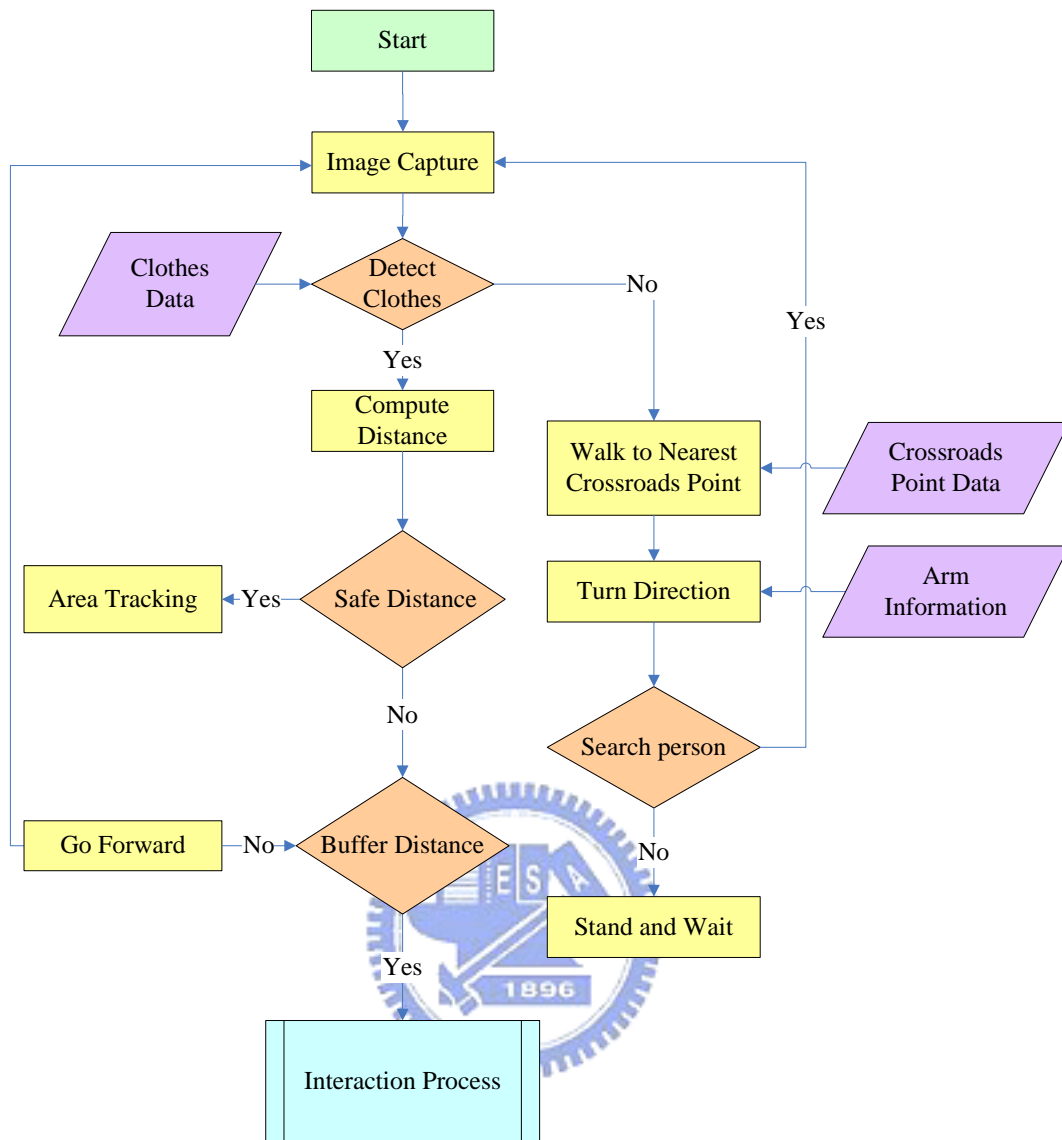 Start
Image Capture
Clothes
Data
Detect
Clothes
No
Yes
Yes
Compute
Distance
Walk to Nearest
Crossroads Point
Crossroads
Point Data
Area Tracking
Yes
Safe Distance
Turn Direction
Arm
Information
No
Search person
Go Forward
No
Buffer Distance
No
E S A
Stand and Wait
Yes
1896
Interaction Process